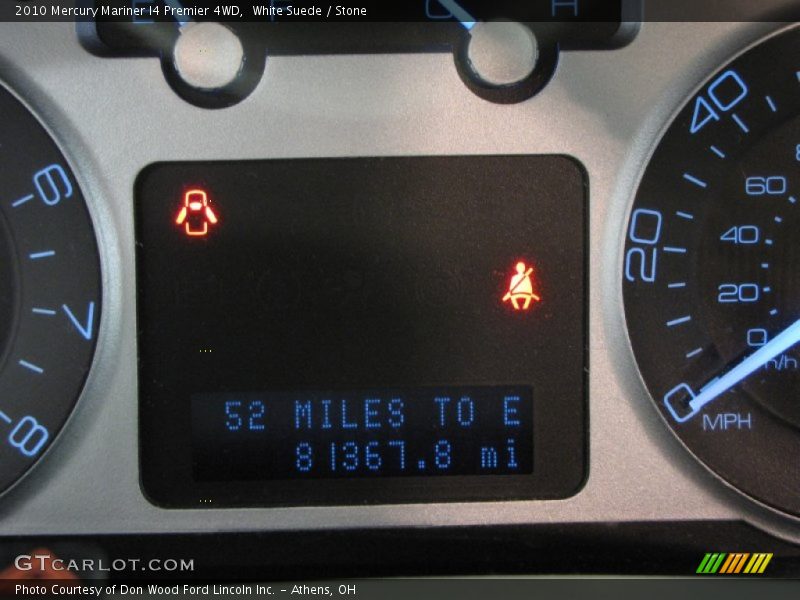 2010 Mercury Mariner I4 Premier 4WD, White Suede / Stone
E F C H
6
7
8
52 MILES TO E
81367.8 mi
40
20
0
60
40
20
0
km/h
MPH
GTCARLOT.COM
Photo Courtesy of Don Wood Ford Lincoln Inc. - Athens, OH